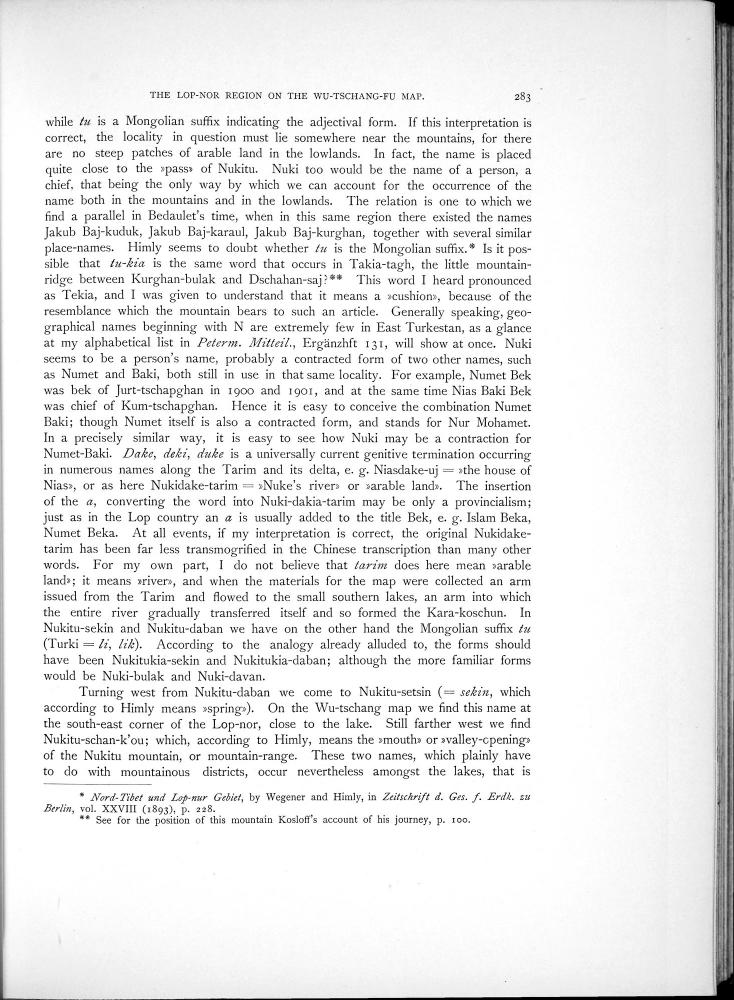 THE LOP-NOR REGION ON THE WU-TSCHANG-FU MAP. 283
while tu is a Mongolian suffix indicating the adjectival form. If this interpretation is
correct, the locality in question must lie somewhere near the mountains, for there
are no steep patches of arable land in the lowlands. In fact, the name is placed
quite close to the »pass» of Nukitu. Nuki too would be the name of a person, a
chief, that being the only way by which we can account for the occurrence of the
name both in the mountains and in the lowlands. The relation is one to which we
find a parallel in Bedaulet's time, when in this same region there existed the names
Jakub Baj-kuduk, Jakub Baj-karaul, Jakub Baj-kurghan, together with several similar
place-names. Himly seems to doubt whether tu is the Mongolian suffix.* Is it pos-
sible that tu-kia is the same word that occurs in Takia-tagh, the little mountain-
ridge between Kurghan-bulak and Dschahan-saj?** This word I heard pronounced
as Tekia, and I was given to understand that it means a »cushion», because of the
resemblance which the mountain bears to such an article. Generally speaking, geo-
graphical names beginning with N are extremely few in East Turkestan, as a glance
at my alphabetical list in Peterm. Mitteil., Ergänzhft 131, will show at once. Nuki
seems to be a person's name, probably a contracted form of two other names, such
as Numet and Baki, both still in use in that same locality. For example, Numet Bek
was bek of Jurt-tschapghan in 1900 and 1901, and at the same time Nias Baki Bek
was chief of Kum-tschapghan. Hence it is easy to conceive the combination Numet
Baki; though Numet itself is also a contracted form, and stands for Nur Mohamet.
In a precisely similar way, it is easy to see how Nuki may be a contraction for
Numet-Baki. Dake, deki, duke is a universally current genitive termination occurring
in numerous names along the Tarim and its delta, e. g. Niasdake-uj = »the house of
Nias», or as here Nukidake-tarim = »Nuke's river» or »arable land». The insertion
of the a, converting the word into Nuki-dakia-tarim may be only a provincialism;
just as in the Lop country an a is usually added to the title Bek, e. g. Islam Beka,
Numet Beka. At all events, if my interpretation is correct, the original Nukidake-
tarim has been far less transmogrified in the Chinese transcription than many other
words. For my own part, I do not believe that tarim does here mean »arable
land»; it means »river», and when the materials for the map were collected an arm
issued from the Tarim and flowed to the small southern lakes, an arm into which
the entire river gradually transferred itself and so formed the Kara-koschun. In
Nukitu-sekin and Nukitu-daban we have on the other hand the Mongolian suffix tu
(Turki = li, lik). According to the analogy already alluded to, the forms should
have been Nukitukia-sekin and Nukitukia-daban; although the more familiar forms
would be Nuki-bulak and Nuki-davan.
Turning west from Nukitu-daban we come to Nukitu-setsin (= sekin, which
according to Himly means »spring»). On the Wu-tschang map we find this name at
the south-east corner of the Lop-nor, close to the lake. Still farther west we find
Nukitu-schan-k'ou; which, according to Himly, means the »mouth» or »valley-opening»
of the Nukitu mountain, or mountain-range. These two names, which plainly have
to do with mountainous districts, occur nevertheless amongst the lakes, that is
* Nord-Tibet und Lop-nur Gebiet, by Wegener and Himly, in Zeitschrift d. Ges. f. Erdk. zu
Berlin, vol. XXVIII (1893), p. 228.
** See for the position of this mountain Kosloff's account of his journey, p. 100.